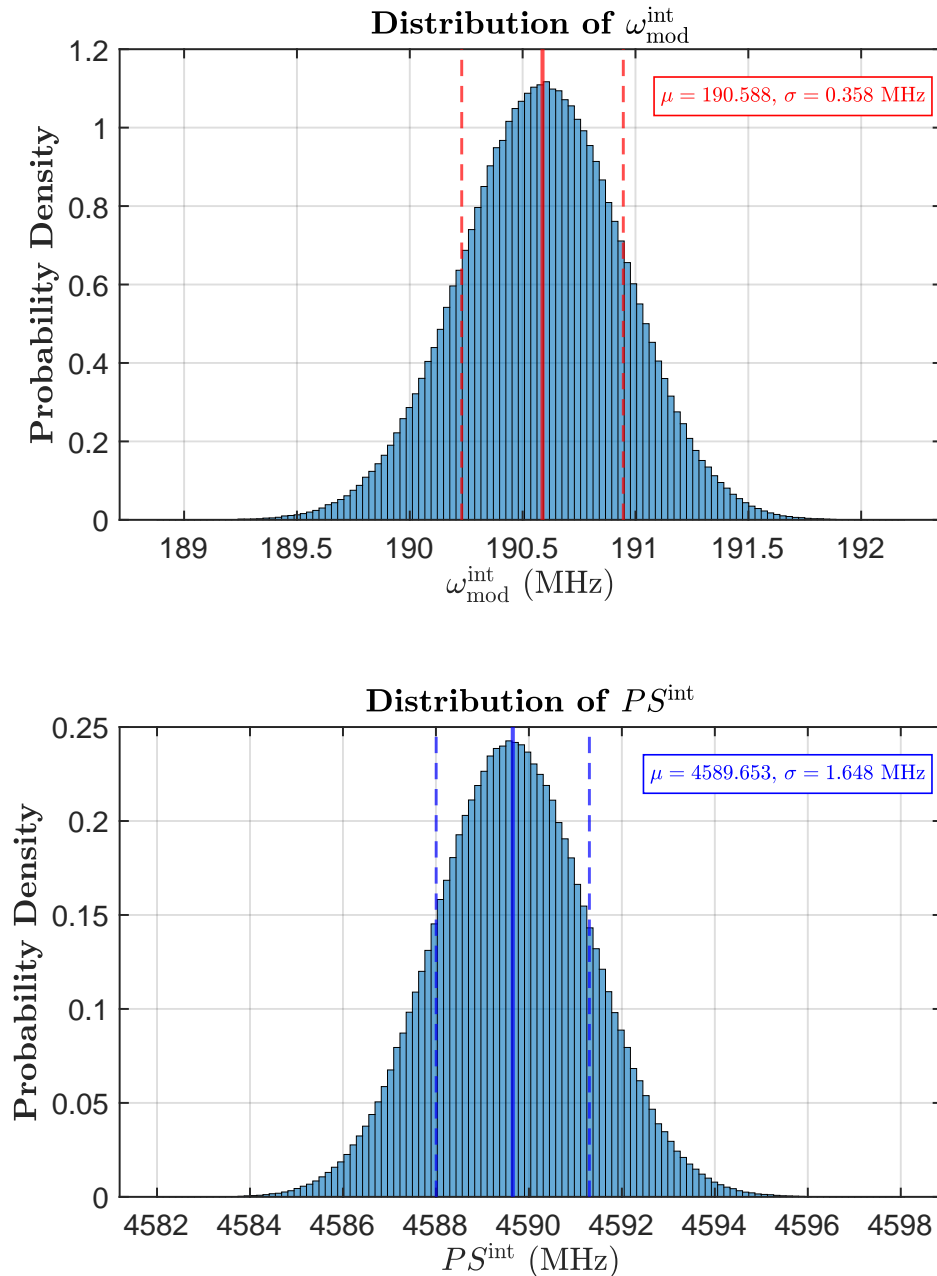 Distribution of ω_mod^int
1.2
1
0.8
0.6
0.4
0.2
0
Probability Density
μ = 190.588, σ = 0.358 MHz
189 189.5 190 190.5 191 191.5 192
ω_mod^int (MHz)
Distribution of PS^int
0.25
0.2
0.15
0.1
0.05
0
Probability Density
μ = 4589.653, σ = 1.648 MHz
4582 4584 4586 4588 4590 4592 4594 4596 4598
PS^int (MHz)